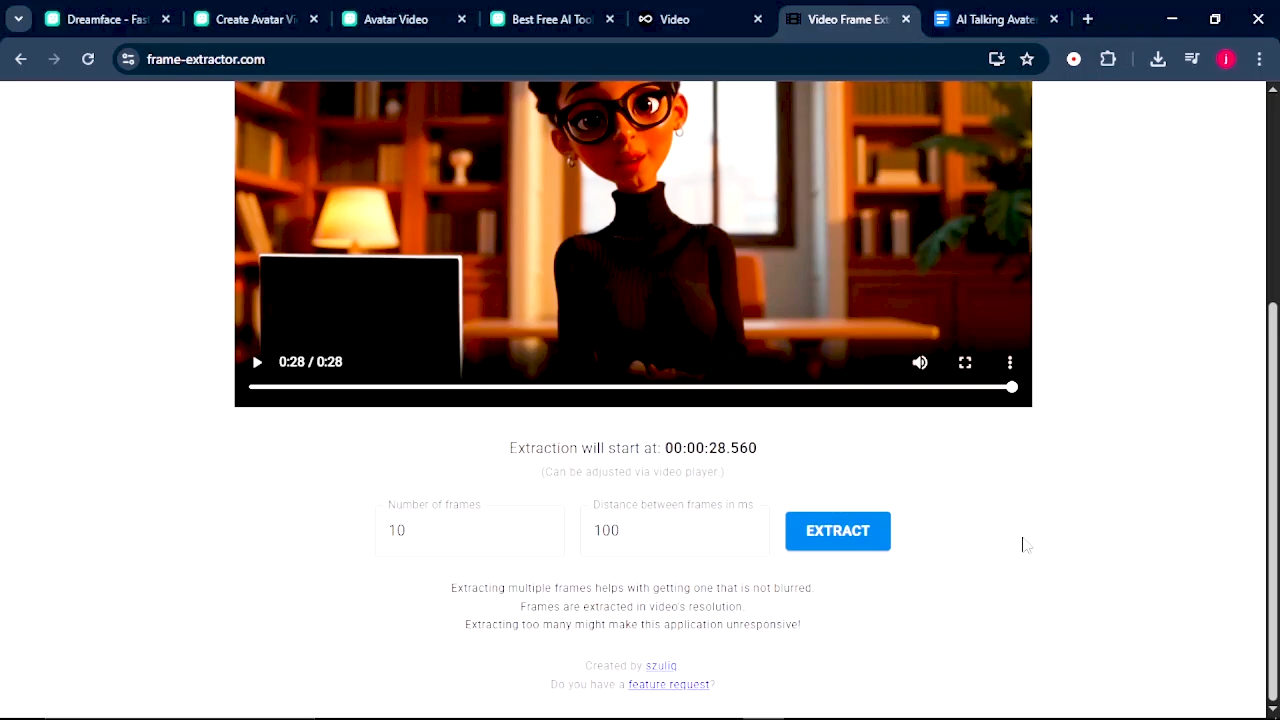 Dreamface - Fas
Create Avatar Vi
Avatar Video
Best Free AI Tool
Video
Video Frame Ext
AI Talking Avatar
frame-extractor.com
j
0:28 / 0:28
Extraction will start at: 00:00:28.560
(Can be adjusted via video player.)
Number of frames
10
Distance between frames in ms
100
EXTRACT
Extracting multiple frames helps with getting one that is not blurred.
Frames are extracted in video's resolution.
Extracting too many might make this application unresponsive!
Created by szuliq.
Do you have a feature request?